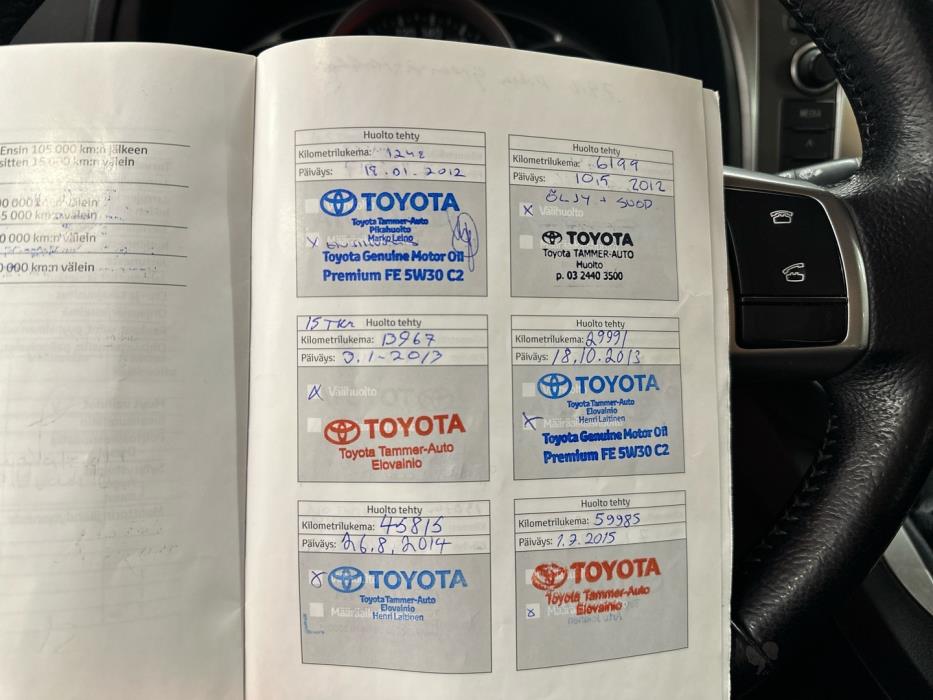 Ensin 105 000 km:n jälkeen
sitten 15 000 km:n välein
5 000 km:n välein
0 000 km:n välein
0 000 km:n välein
Huolto tehty
Kilometrilukema: 1248
Päiväys: 18.01.2012
TOYOTA
Toyota Tammer-Auto
Pikahuolto
Marko Leino
x
Toyota Genuine Motor Oil
Premium FE 5W30 C2
Huolto tehty
Kilometrilukema: 6199
Päiväys: 10.5 2012
ÖLJY + SUOD
x Välihuolto
TOYOTA
Toyota TAMMER-AUTO
Huolto
p. 03 2440 3500
15 TKM Huolto tehty
Kilometrilukema: 13967
Päiväys: 3.1-2013
x Välihuolto
TOYOTA
Toyota Tammer-Auto
Elovainio
Huolto tehty
Kilometrilukema: 29991
Päiväys: 18.10.2013
TOYOTA
Toyota Tammer-Auto
Elovainio
x Henri Laitinen
Toyota Genuine Motor Oil
Premium FE 5W30 C2
Huolto tehty
Kilometrilukema: 45815
Päiväys: 26.8.2014
x TOYOTA
Toyota Tammer-Auto
Elovainio
Henri Laitinen
Huolto tehty
Kilometrilukema: 59985
Päiväys: 1.7.2015
TOYOTA
Toyota Tammer-Auto
x Elovainio
MEDIA